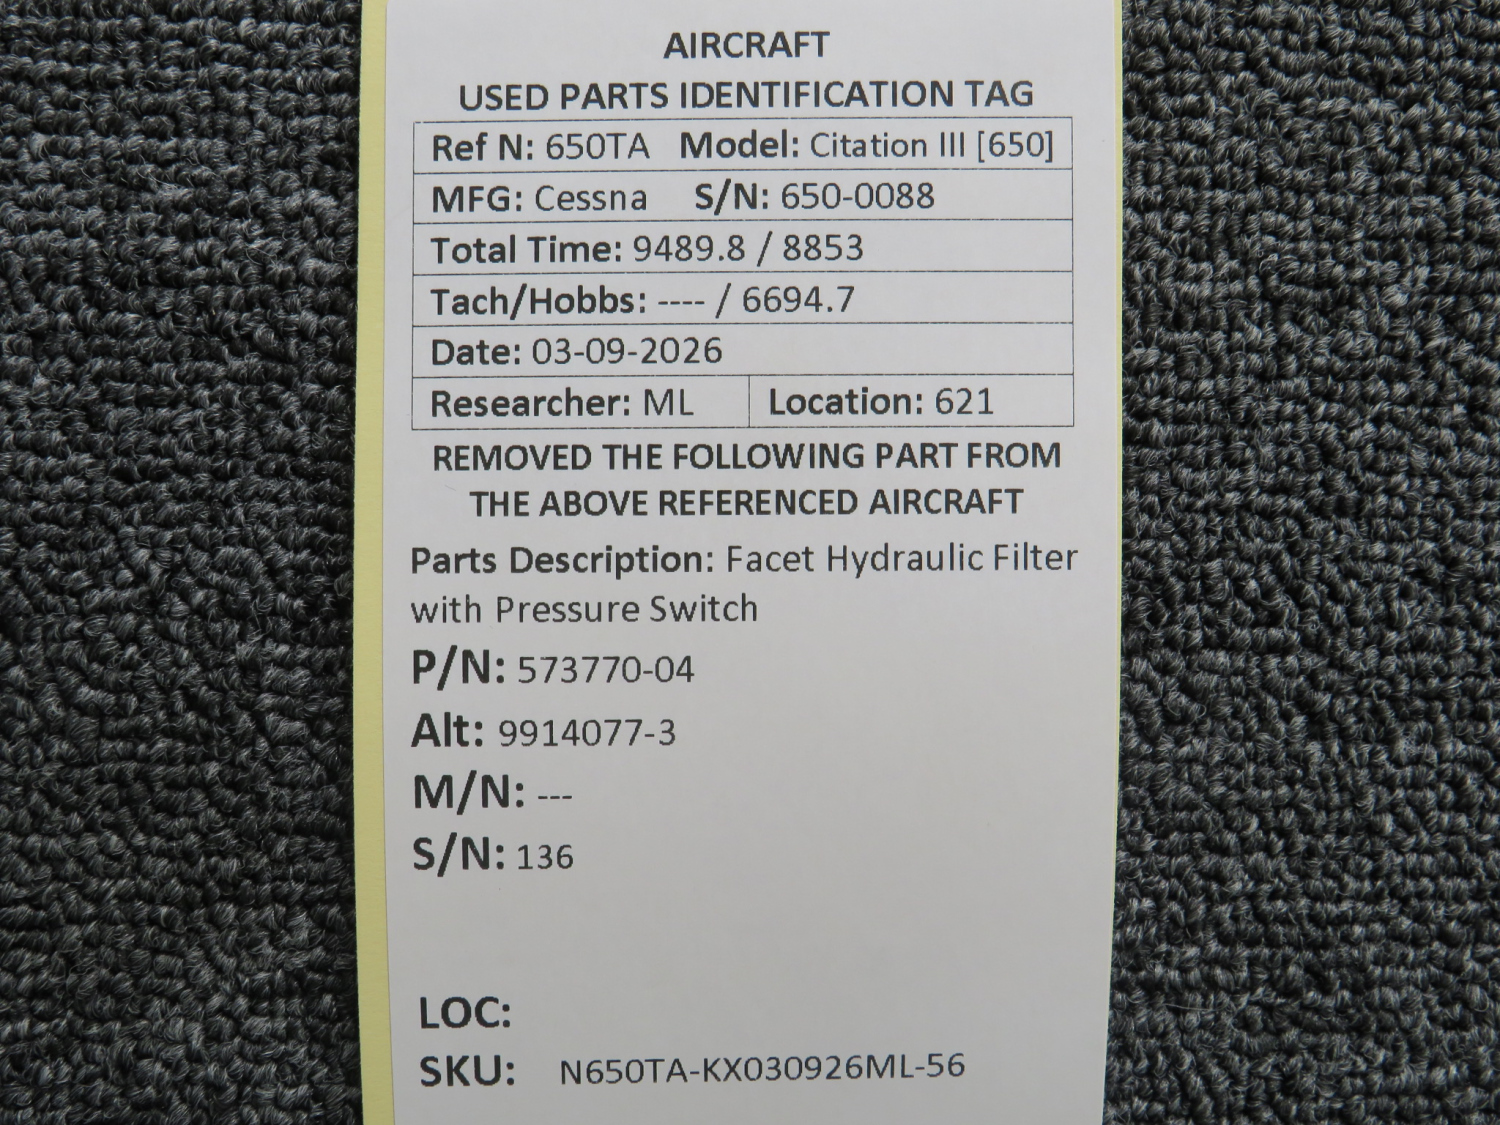 AIRCRAFT
USED PARTS IDENTIFICATION TAG
Ref N: 650TA Model: Citation III [650]
MFG: Cessna S/N: 650-0088
Total Time: 9489.8 / 8853
Tach/Hobbs: ---- / 6694.7
Date: 03-09-2026
Researcher: ML Location: 621
REMOVED THE FOLLOWING PART FROM
THE ABOVE REFERENCED AIRCRAFT
Parts Description: Facet Hydraulic Filter
with Pressure Switch
P/N: 573770-04
Alt: 9914077-3
M/N: ---
S/N: 136
LOC:
SKU: N650TA-KX030926ML-56